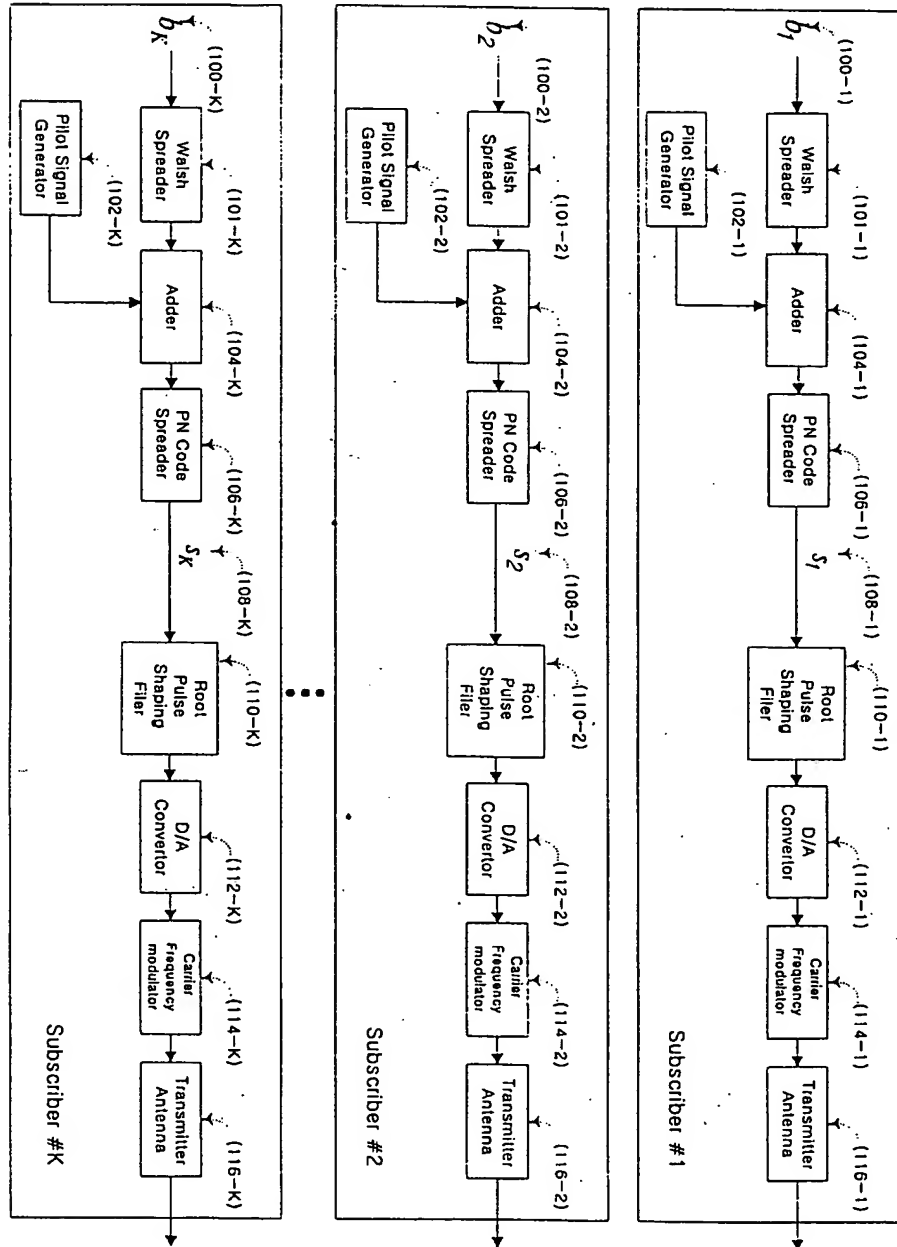 (100-1)
b1
Walsh
Spreader
(101-1)
Pilot Signal
Generator
(102-1)
Adder
(104-1)
PN Code
Spreader
(106-1)
S1
(108-1)
Root
Pulse
Shaping
Filer
(110-1)
D/A
Convertor
(112-1)
Carrier
Frequency
modulator
(114-1)
Transmitter
Antenna
(116-1)
Subscriber #1
(100-2)
b2
Walsh
Spreader
(101-2)
Pilot Signal
Generator
(102-2)
Adder
(104-2)
PN Code
Spreader
(106-2)
S2
(108-2)
Root
Pulse
Shaping
Filer
(110-2)
D/A
Convertor
(112-2)
Carrier
Frequency
modulator
(114-2)
Transmitter
Antenna
(116-2)
Subscriber #2
(100-K)
bK
Walsh
Spreader
(101-K)
Pilot Signal
Generator
(102-K)
Adder
(104-K)
PN Code
Spreader
(106-K)
SK
(108-K)
Root
Pulse
Shaping
Filer
(110-K)
D/A
Convertor
(112-K)
Carrier
Frequency
modulator
(114-K)
Transmitter
Antenna
(116-K)
Subscriber #K